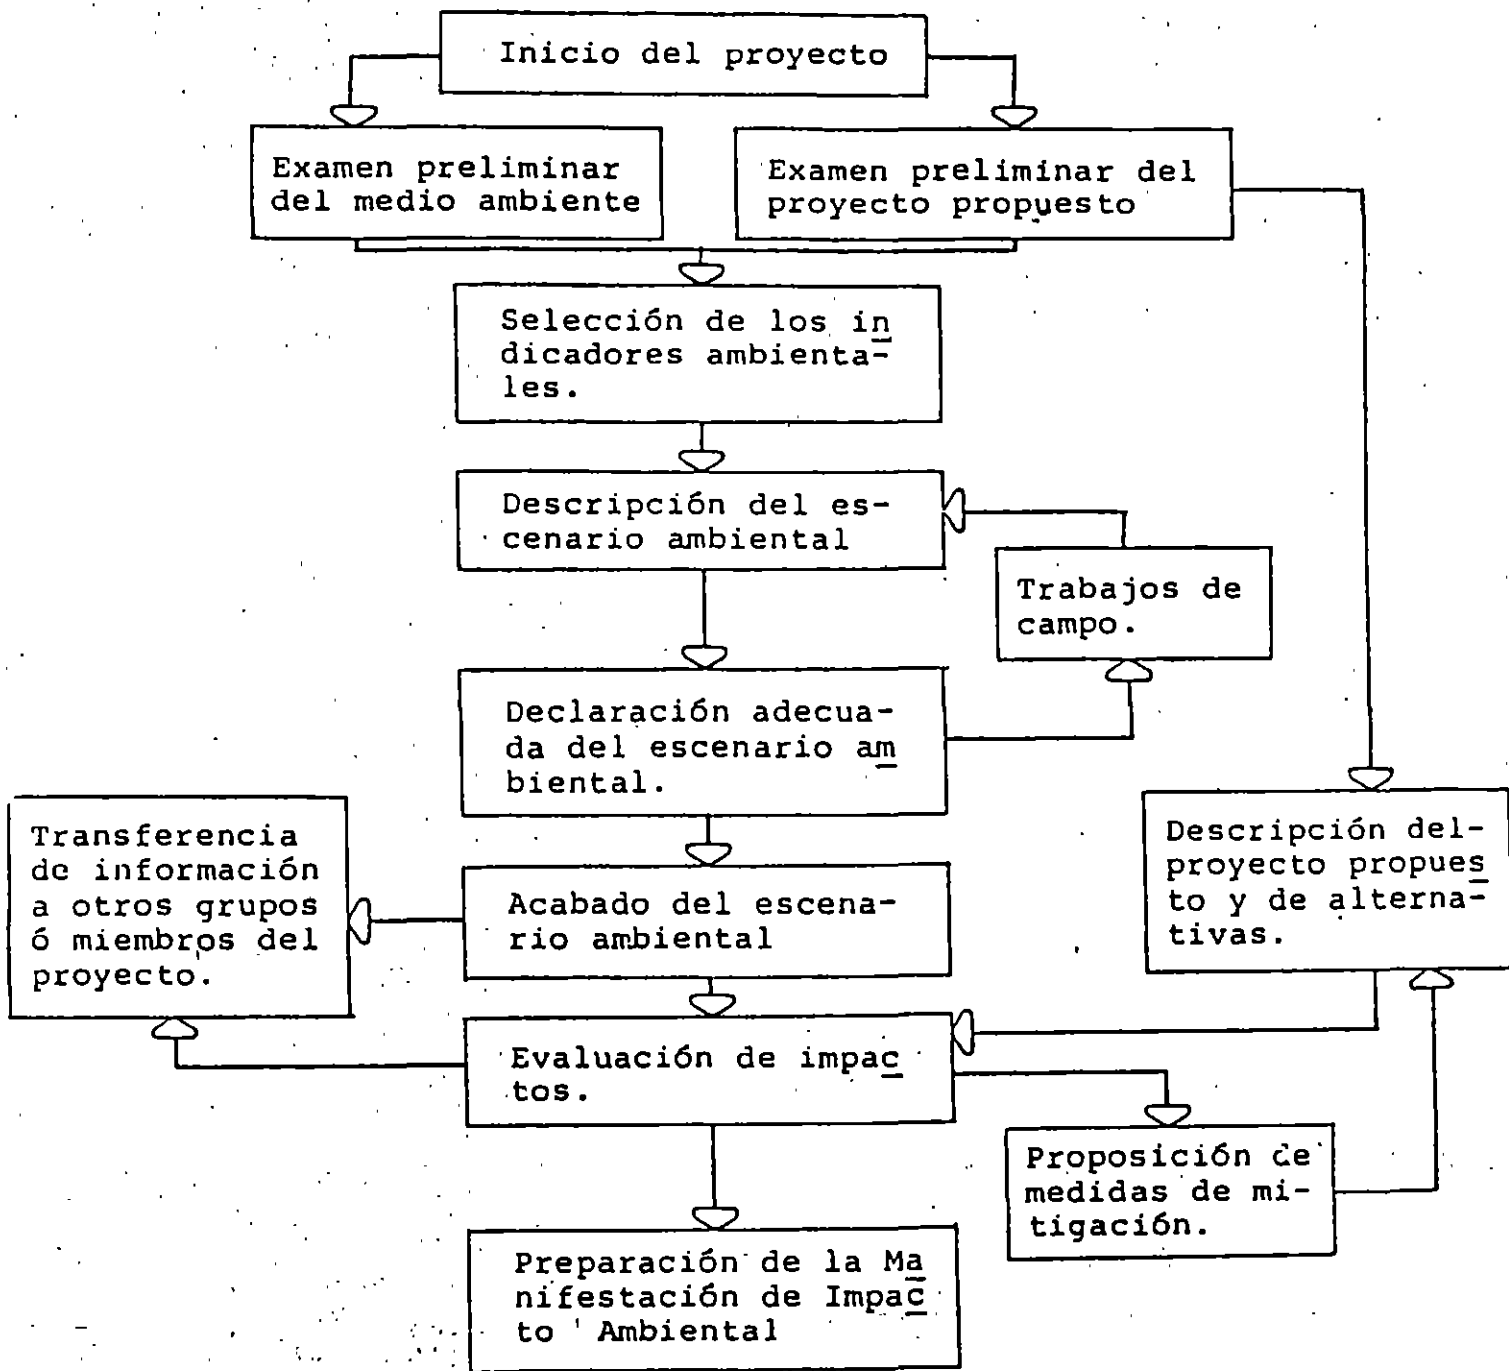 Inicio del proyecto
Examen preliminar
del medio ambiente
Examen preliminar del
proyecto propuesto
Selección de los in
dicadores ambienta-
les.
Descripción del es-
cenario ambiental
Trabajos de
campo.
Declaración adecua-
da del escenario am
biental.
Transferencia
de información
a otros grupos
ó miembros del
proyecto.
Acabado del escena-
rio ambiental
Descripción del-
proyecto propues
to y de alterna-
tivas.
Evaluación de impac
tos.
Proposición de
medidas de mi-
tigación.
Preparación de la Ma
nifestación de Impac
to Ambiental